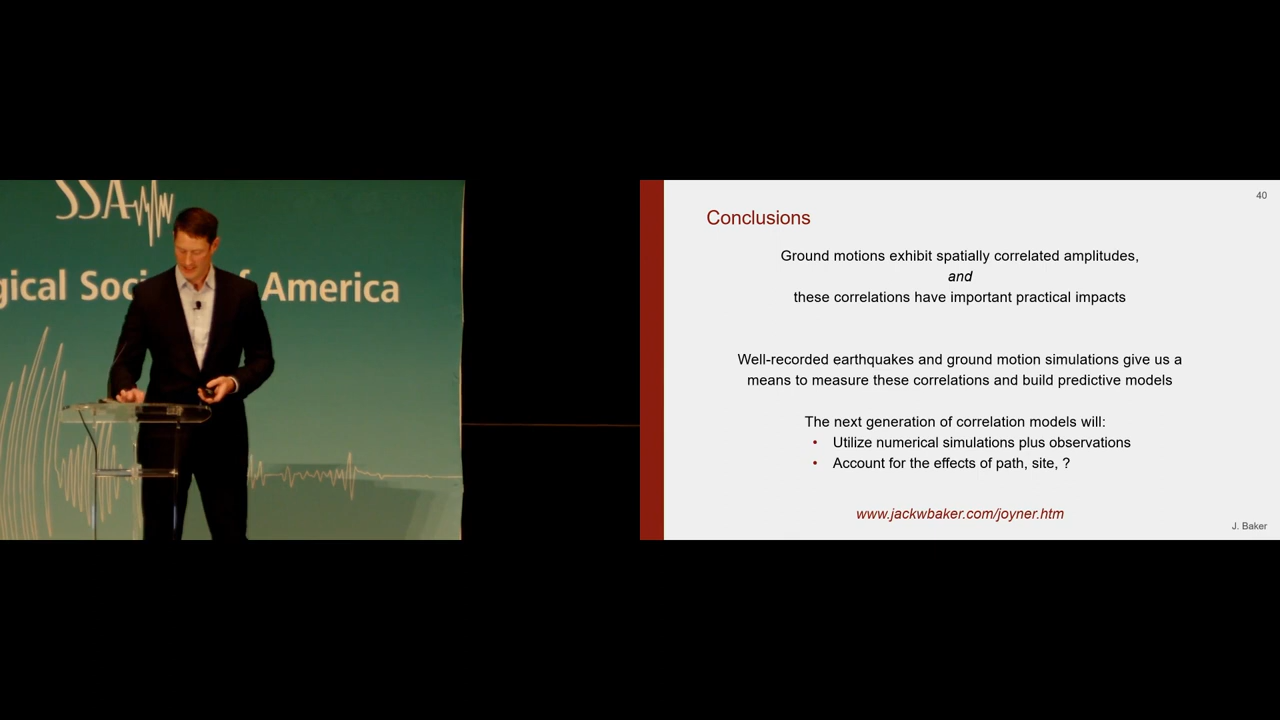 SSA
gical Soc
of America
40
Conclusions
Ground motions exhibit spatially correlated amplitudes,
and
these correlations have important practical impacts
Well-recorded earthquakes and ground motion simulations give us a
means to measure these correlations and build predictive models
The next generation of correlation models will:
• Utilize numerical simulations plus observations
• Account for the effects of path, site, ?
www.jackwbaker.com/joyner.htm
J. Baker